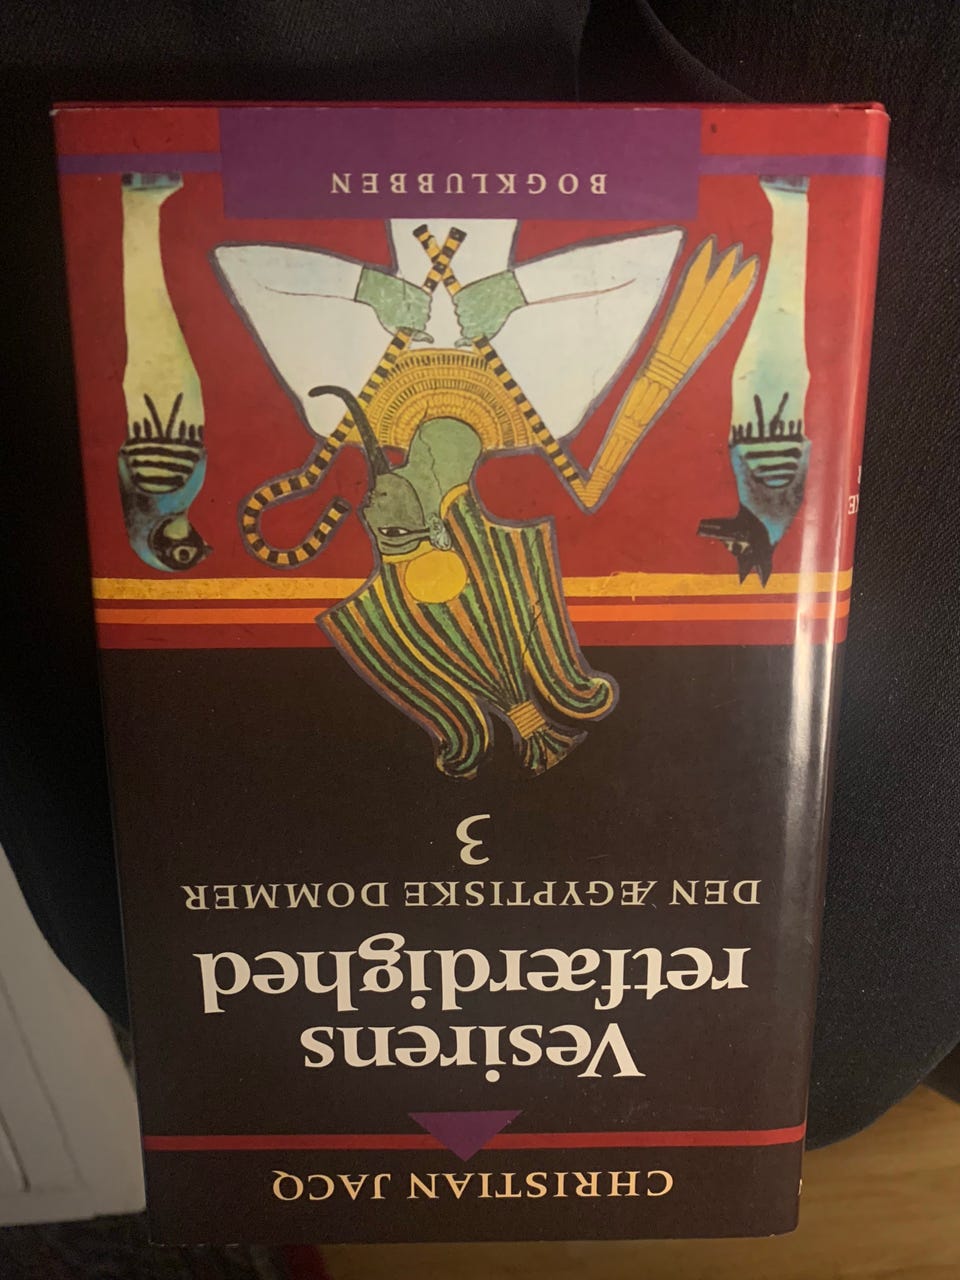 CHRISTIAN JACQ
Vesirens
retfærdighed
DEN ÆGYPTISKE DOMMER
3
BOGKLUBBEN